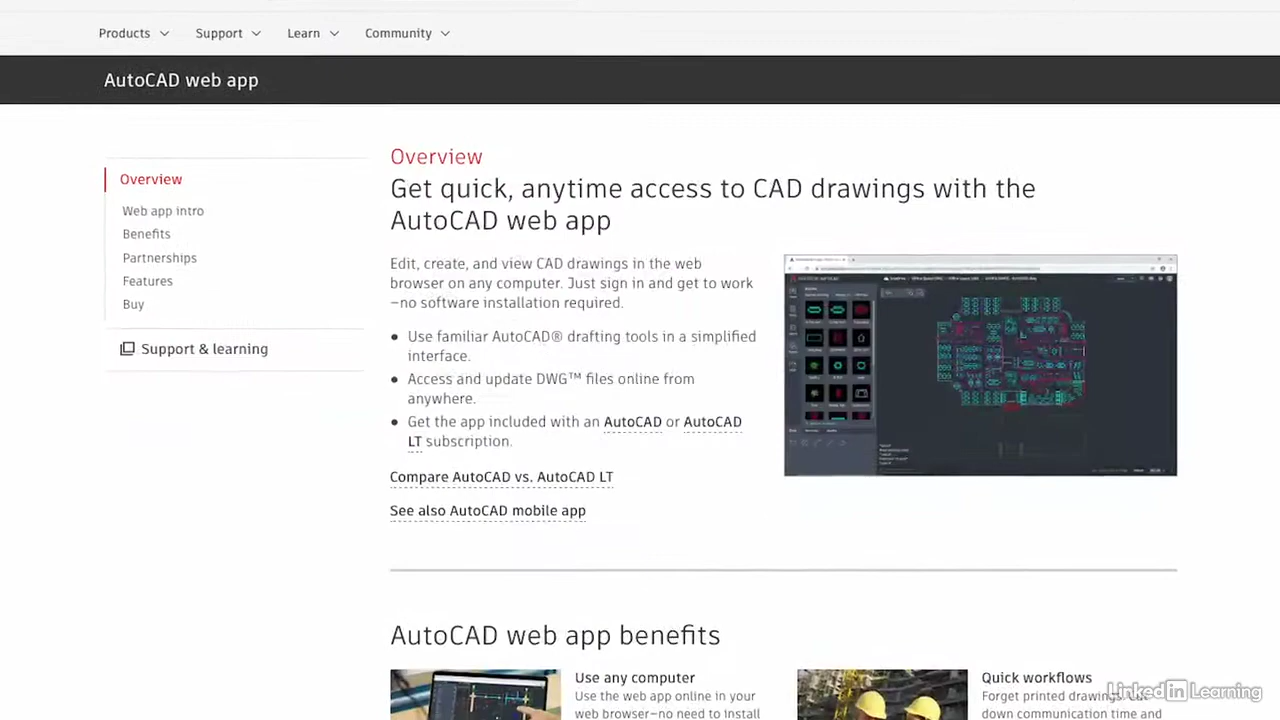 Products
Support
Learn
Community
AutoCAD web app
Overview
Web app intro
Benefits
Partnerships
Features
Buy
Support & learning
Overview
Get quick, anytime access to CAD drawings with the
AutoCAD web app
Edit, create, and view CAD drawings in the web
browser on any computer. Just sign in and get to work
—no software installation required.
Use familiar AutoCAD® drafting tools in a simplified
interface.
Access and update DWG™ files online from
anywhere.
Get the app included with an AutoCAD or AutoCAD
LT subscription.
Compare AutoCAD vs. AutoCAD LT
See also AutoCAD mobile app
AutoCAD web app benefits
Use any computer
Use the web app online in your
web browser—no need to install
Quick workflows
Forget printed drawings.
down communication time and
LinkedIn Learning